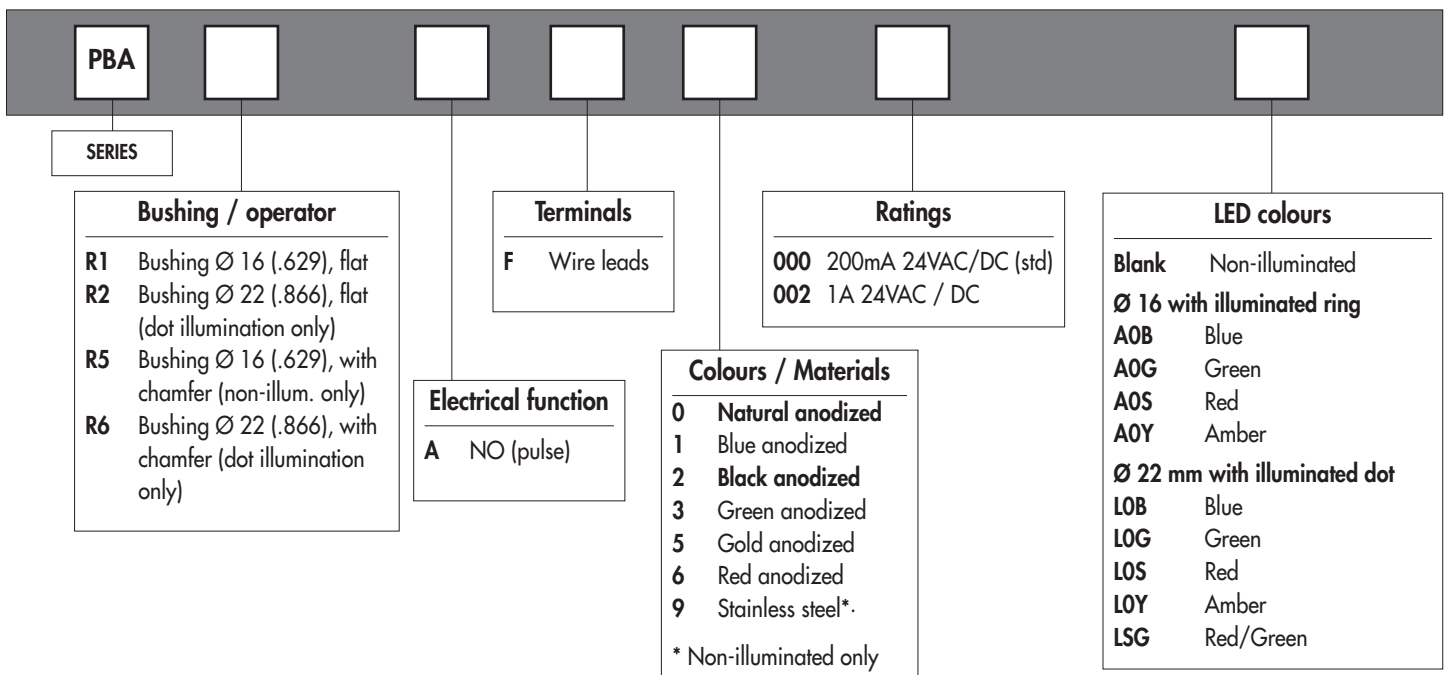 PBA
SERIES
Bushing / operator
R1 Bushing Ø 16 (.629), flat
R2 Bushing Ø 22 (.866), flat
(dot illumination only)
R5 Bushing Ø 16 (.629), with
chamfer (non-illum. only)
R6 Bushing Ø 22 (.866), with
chamfer (dot illumination
only)
Electrical function
A NO (pulse)
Terminals
F Wire leads
Colours / Materials
0 Natural anodized
1 Blue anodized
2 Black anodized
3 Green anodized
5 Gold anodized
6 Red anodized
9 Stainless steel*.
* Non-illuminated only
Ratings
000 200mA 24VAC/DC (std)
002 1A 24VAC / DC
LED colours
Blank Non-illuminated
Ø 16 with illuminated ring
A0B Blue
A0G Green
A0S Red
A0Y Amber
Ø 22 mm with illuminated dot
L0B Blue
L0G Green
L0S Red
L0Y Amber
LSG Red/Green